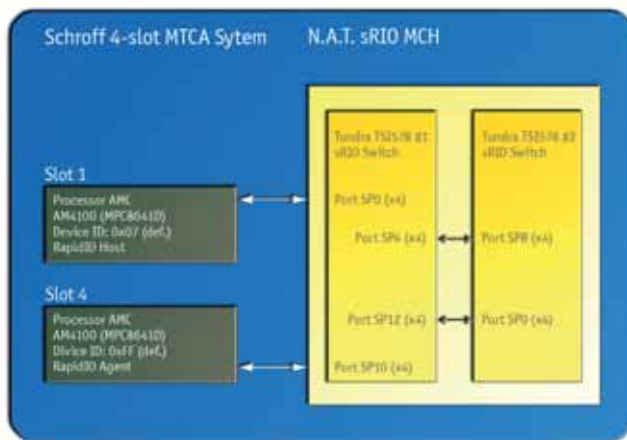 Schroff 4-slot MTCA Sytem
N.A.T. sRIO MCH
Slot 1
Processor AMC
AM4100 (MPC8641D)
Device ID: 0x07 (def.)
RapidIO Host
Slot 4
Processor AMC
AM4100 (MPC8641D)
Divice ID: 0xFF (def.)
RapidIO Agent
Tundra TSI578 #1
sRIO Switch
Port SP0 (x4)
Port SP6 (x4)
Port SP12 (x4)
Port SP10 (x4)
Tundra TSI578 #2
sRIO Switch
Port SP8 (x4)
Port SP0 (x4)